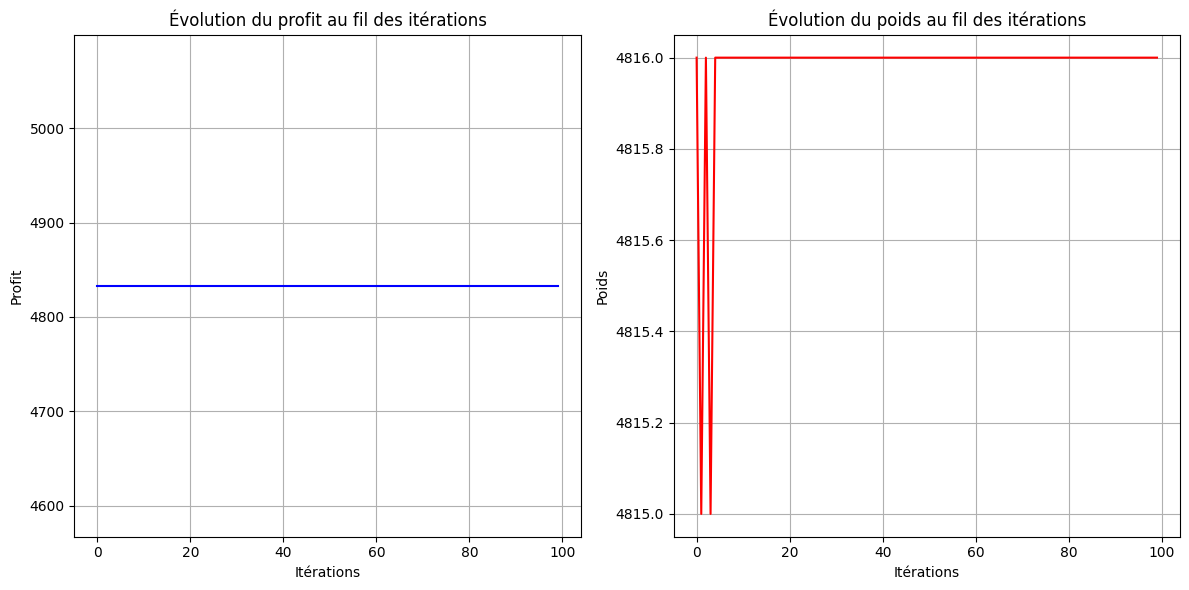 Évolution du profit au fil des itérations
Profit
5000
4900
4800
4700
4600
0 20 40 60 80 100
Itérations
Évolution du poids au fil des itérations
Poids
4816.0
4815.8
4815.6
4815.4
4815.2
4815.0
0 20 40 60 80 100
Itérations